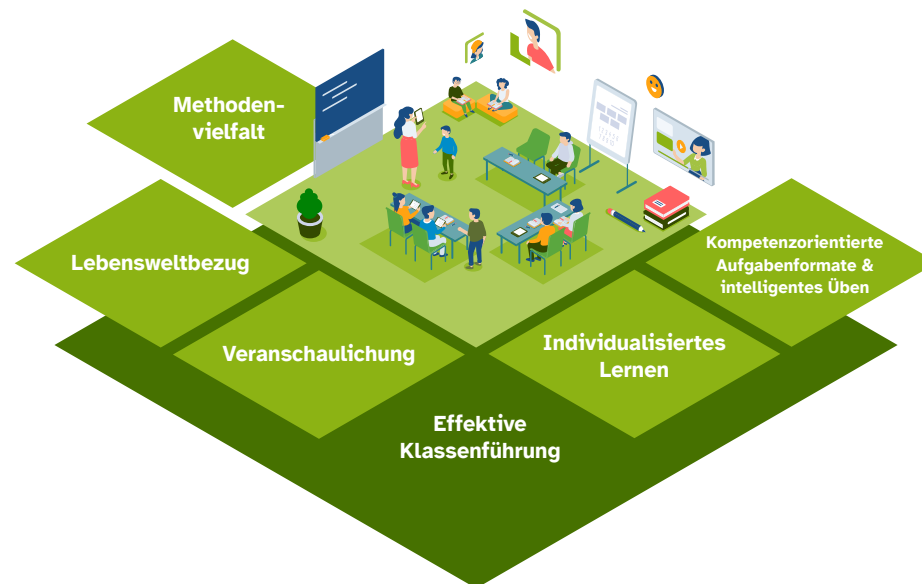 Methoden-
vielfalt
Lebensweltbezug
Kompetenzorientierte
Aufgabenformate &
intelligentes Üben
Veranschaulichung
Individualisiertes
Lernen
Effektive
Klassenführung